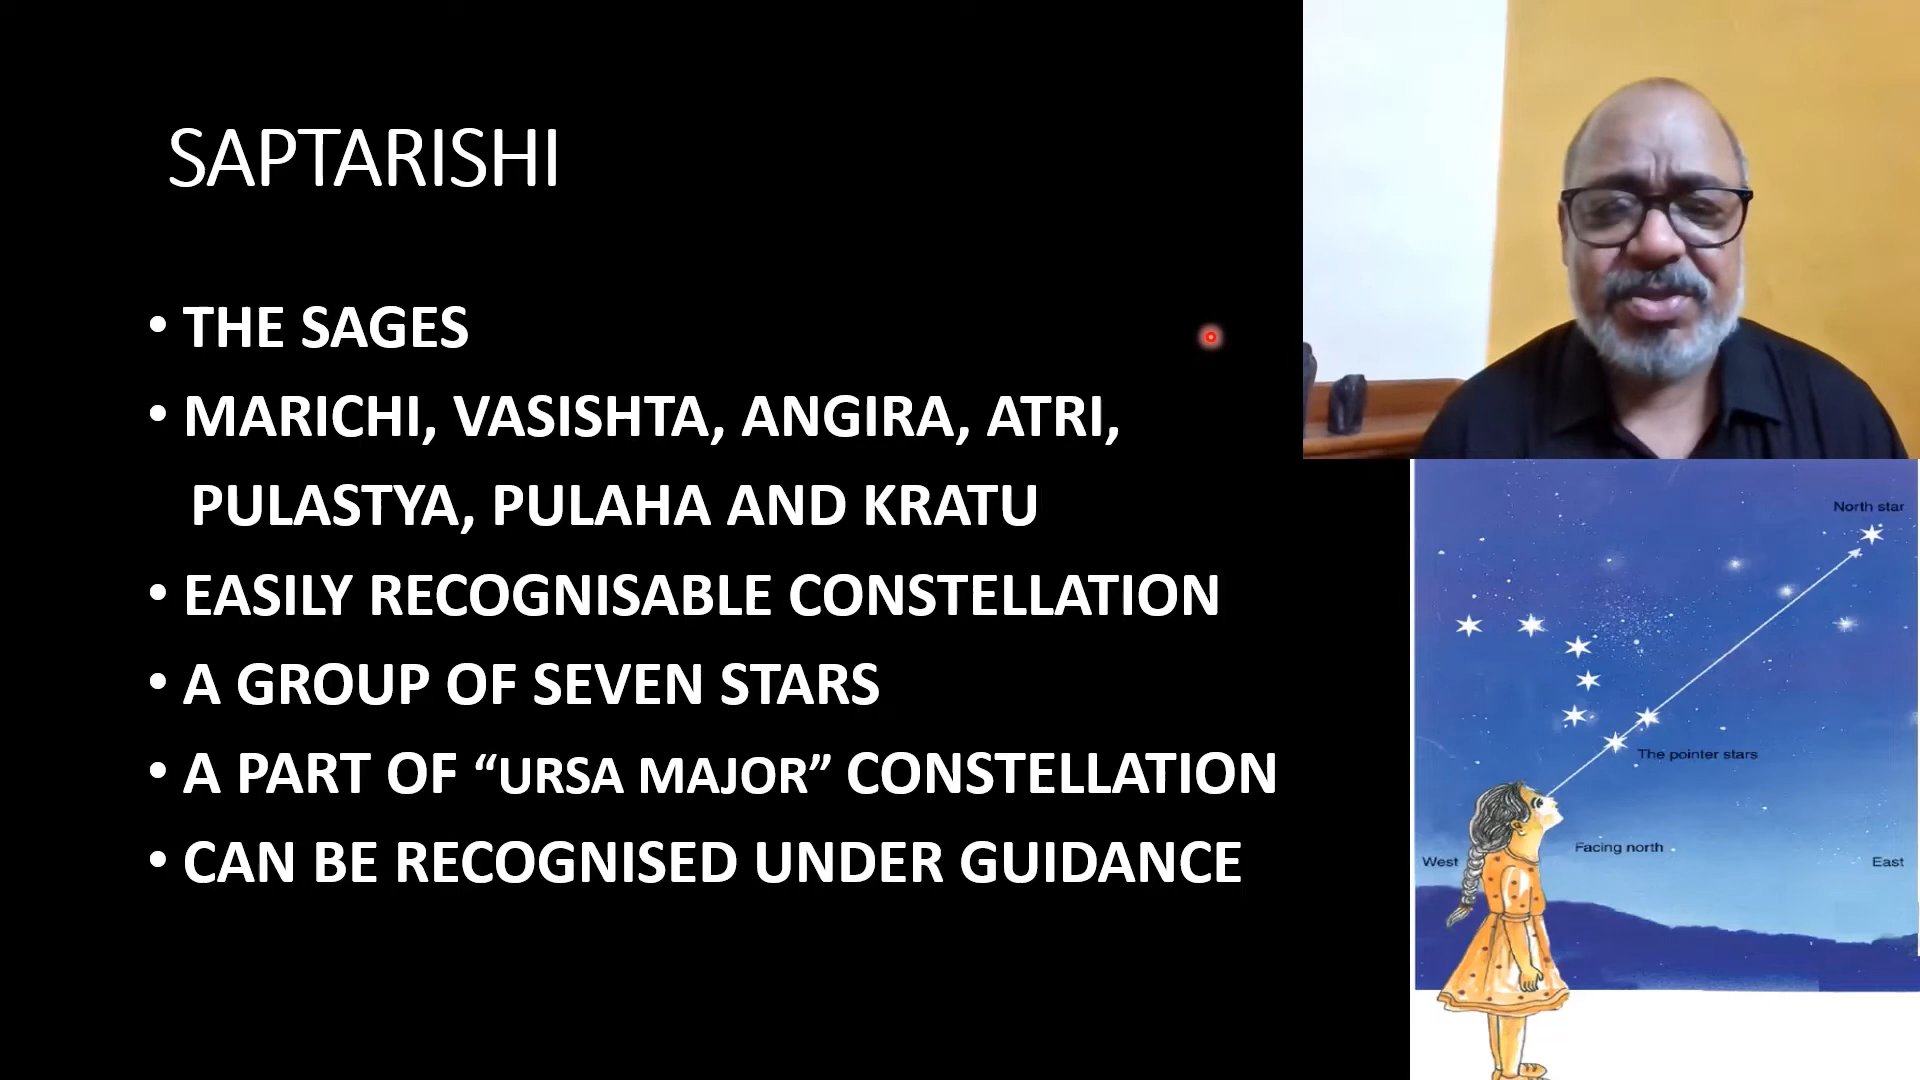 SAPTARISHI
• THE SAGES
• MARICHI, VASISHTA, ANGIRA, ATRI,
PULASTYA, PULAHA AND KRATU
• EASILY RECOGNISABLE CONSTELLATION
• A GROUP OF SEVEN STARS
• A PART OF “URSA MAJOR” CONSTELLATION
• CAN BE RECOGNISED UNDER GUIDANCE
North star
The pointer stars
Facing north
West
East